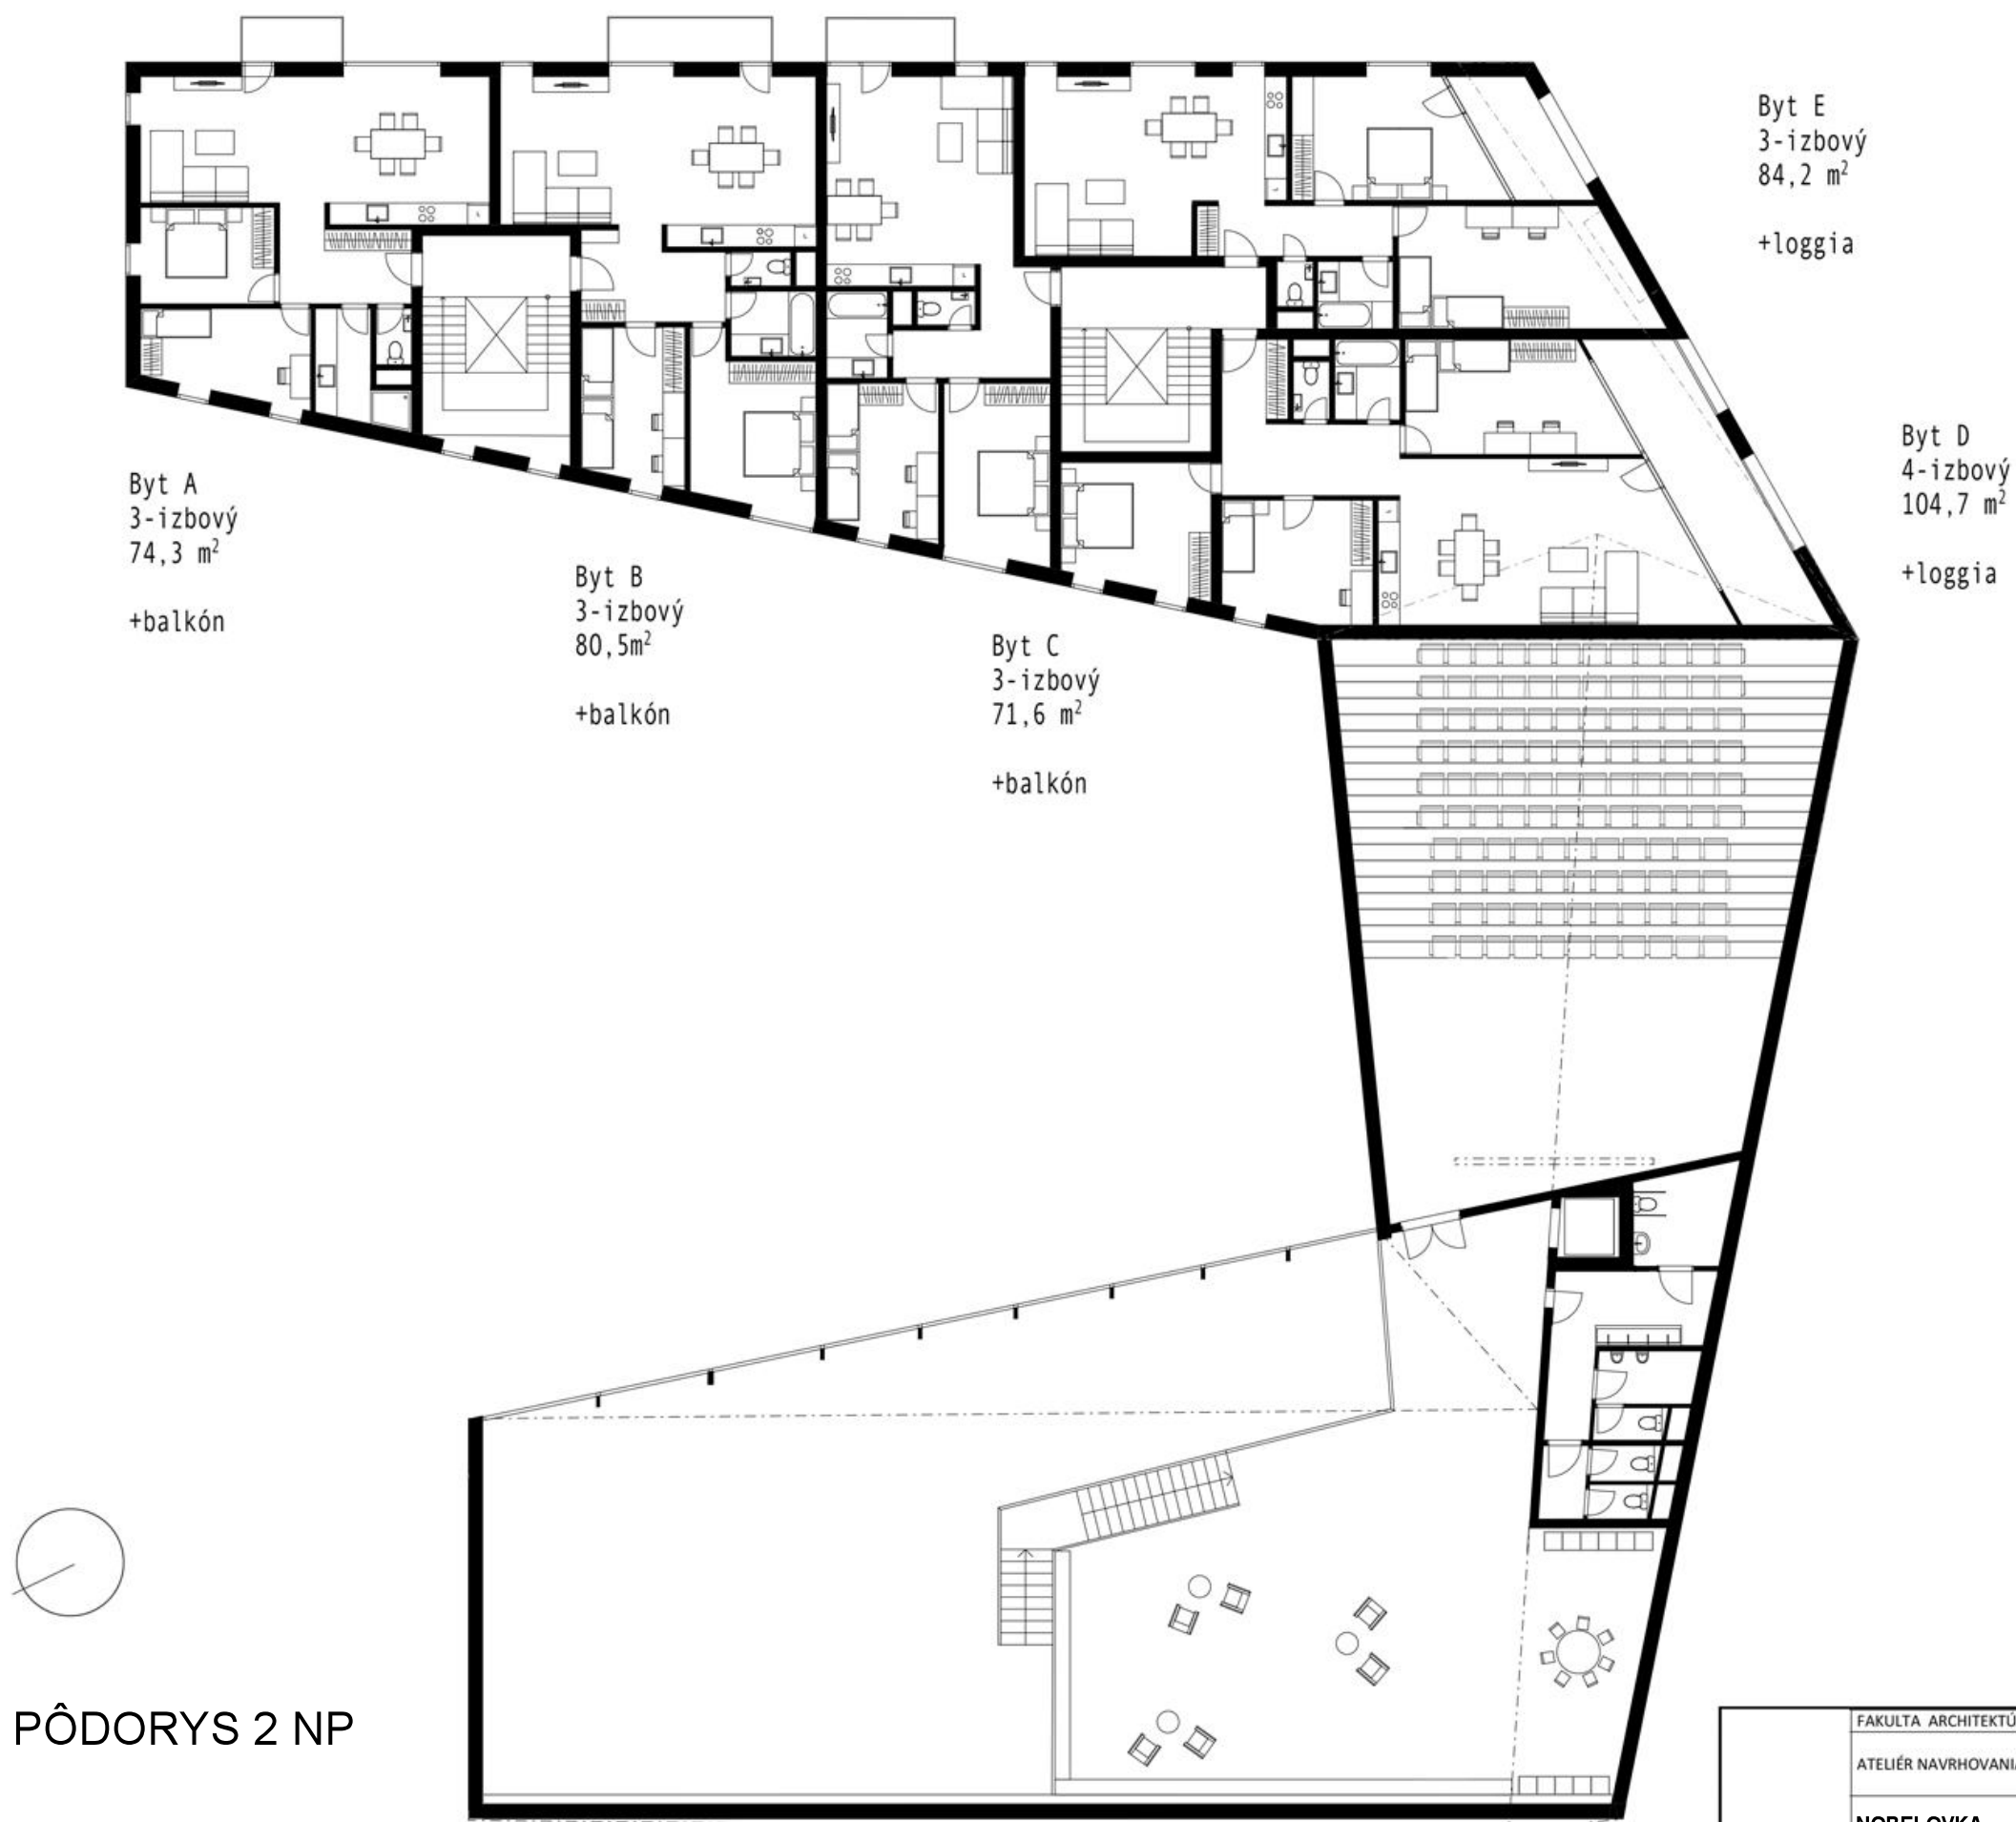 Byt E
3-izbový
84,2 m²
+loggia
Byt D
4-izbový
104,7 m²
+loggia
Byt A
3-izbový
74,3 m²
+balkón
Byt B
3-izbový
80,5m²
+balkón
Byt C
3-izbový
71,6 m²
+balkón
PÔDORYS 2 NP
FAKULTA ARCHITEKTÚ
ATELIÉR NAVRHOVANIA
NOBELOVKA